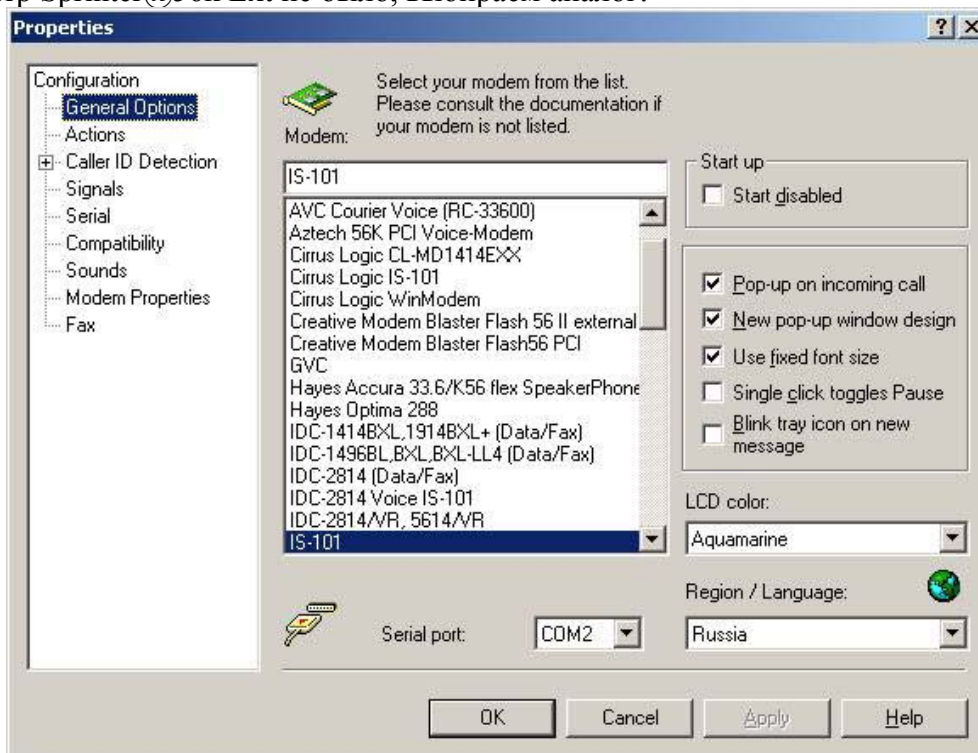 Properties
Configuration
General Options
Actions
Caller ID Detection
Signals
Serial
Compatibility
Sounds
Modem Properties
Fax
Select your modem from the list.
Please consult the documentation if
your modem is not listed.
Modem:
IS-101
AVC Courier Voice (RC-33600)
Aztech 56K PCI Voice-Modem
Cirrus Logic CL-MD1414EXX
Cirrus Logic IS-101
Cirrus Logic WinModem
Creative Modem Blaster Flash 56 II external
Creative Modem Blaster Flash56 PCI
GVC
Hayes Accura 33.6/K56 flex SpeakerPhone
Hayes Optima 288
IDC-1414BXL,1914BXL+ (Data/Fax)
IDC-1496BL,BXL,BXL-LL4 (Data/Fax)
IDC-2814 (Data/Fax)
IDC-2814 Voice IS-101
IDC-2814/VR, 5614/VR
IS-101
Serial port:
COM2
Start up
Start disabled
Pop-up on incoming call
New pop-up window design
Use fixed font size
Single click toggles Pause
Blink tray icon on new
message
LCD color:
Aquamarine
Region / Language:
Russia
OK
Cancel
Apply
Help